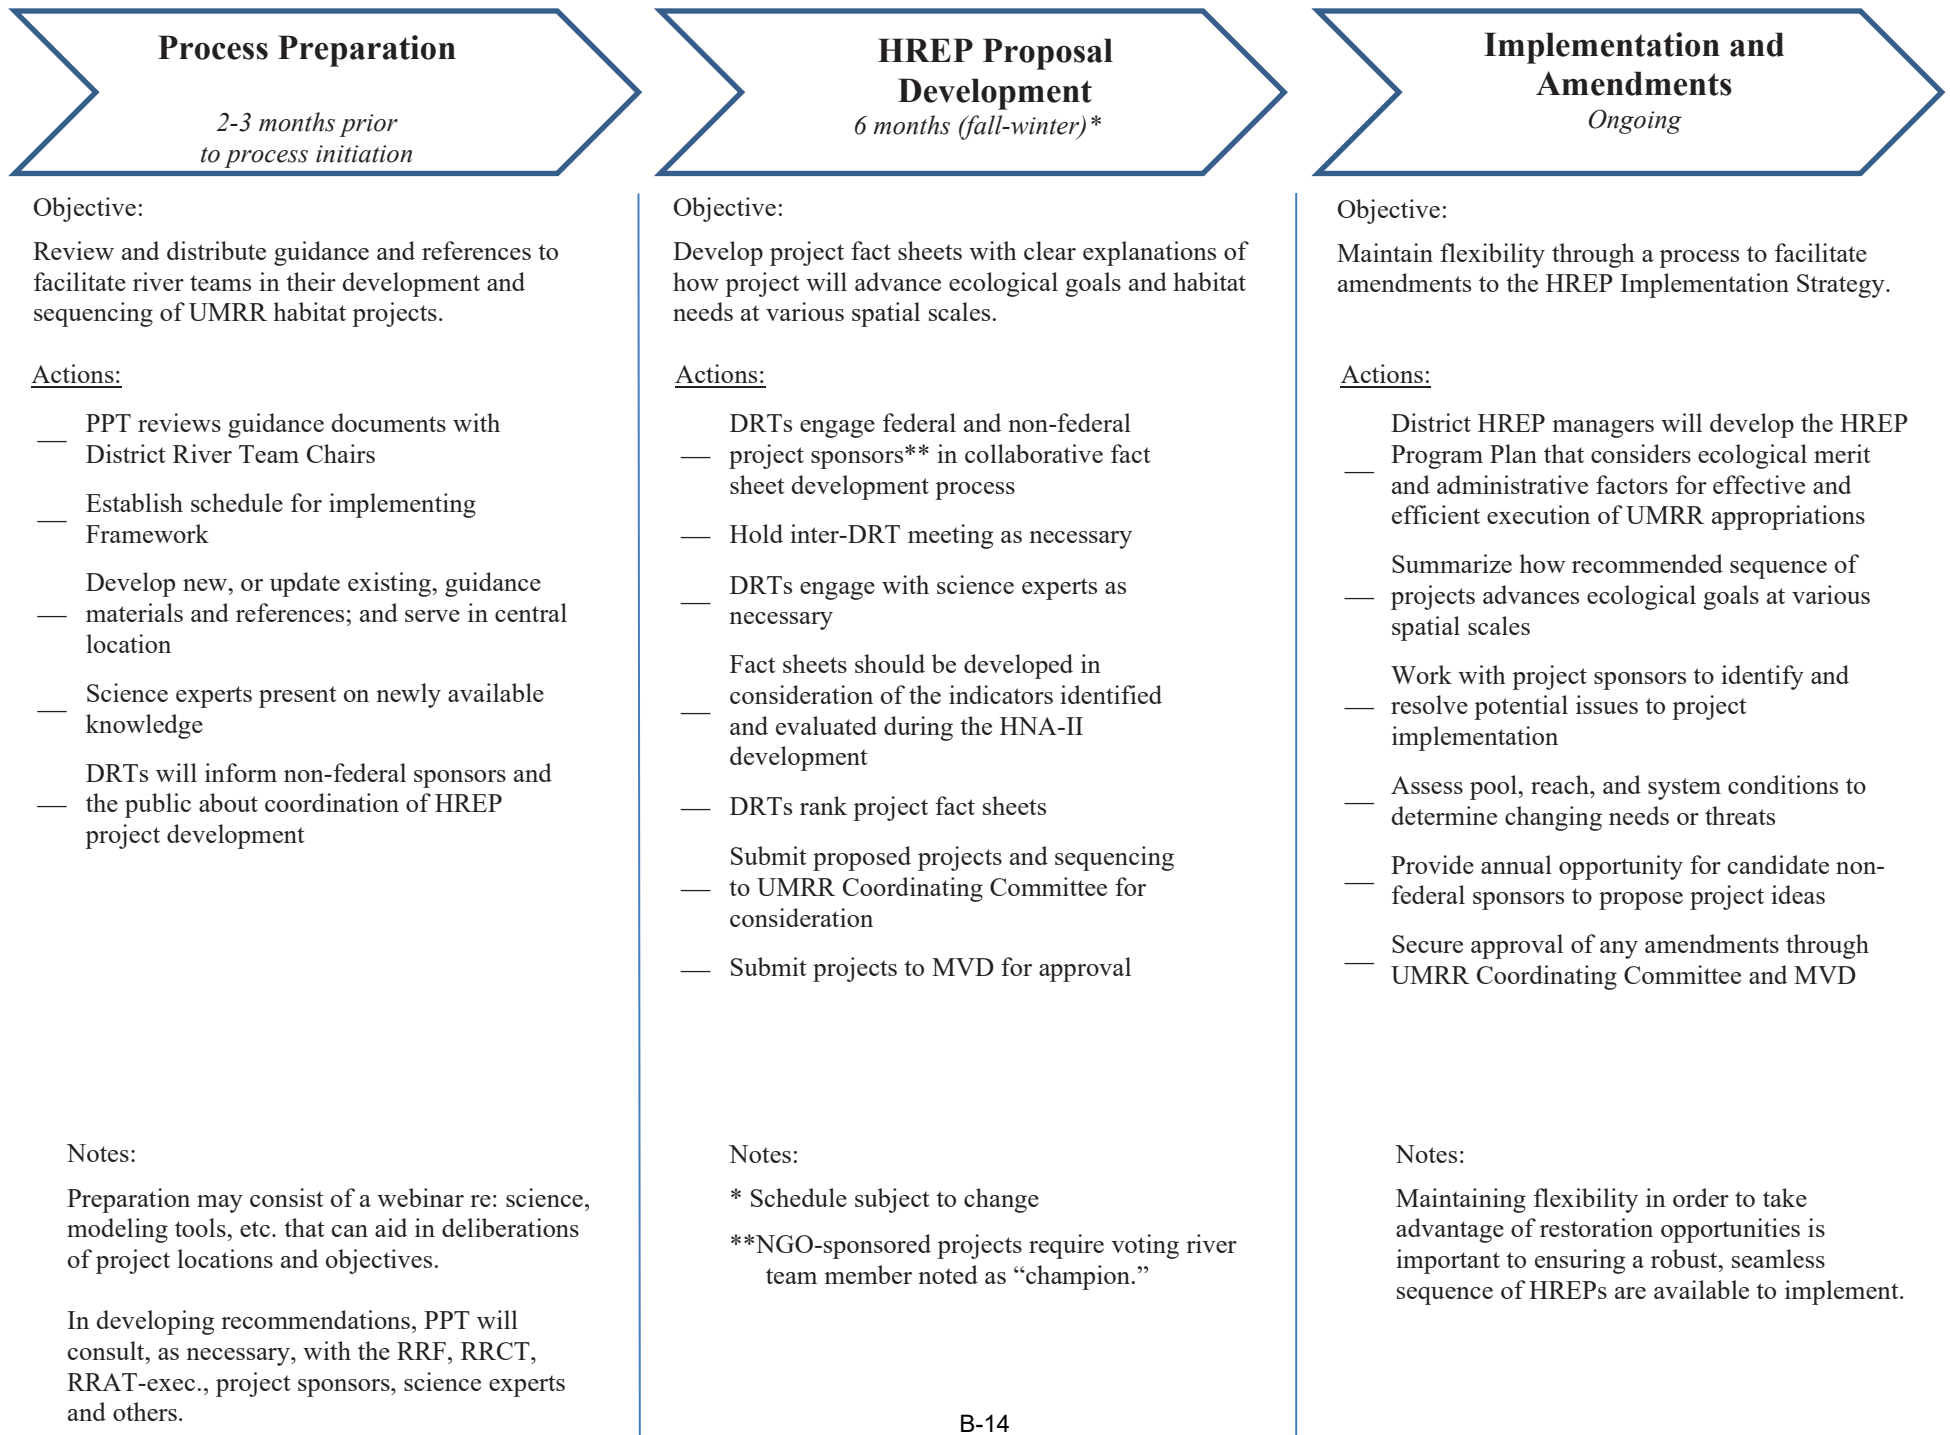 Process Preparation
2-3 months prior
to process initiation
Objective:
Review and distribute guidance and references to
facilitate river teams in their development and
sequencing of UMRR habitat projects.
Actions:
__ PPT reviews guidance documents with
District River Team Chairs
__ Establish schedule for implementing
Framework
__ Develop new, or update existing, guidance
materials and references; and serve in central
location
__ Science experts present on newly available
knowledge
__ DRTs will inform non-federal sponsors and
the public about coordination of HREP
project development
Notes:
Preparation may consist of a webinar re: science,
modeling tools, etc. that can aid in deliberations
of project locations and objectives.
In developing recommendations, PPT will
consult, as necessary, with the RRF, RRCT,
RRAT-exec., project sponsors, science experts
and others.
HREP Proposal
Development
6 months (fall-winter)*
Objective:
Develop project fact sheets with clear explanations of
how project will advance ecological goals and habitat
needs at various spatial scales.
Actions:
__ DRTs engage federal and non-federal
project sponsors** in collaborative fact
sheet development process
__ Hold inter-DRT meeting as necessary
__ DRTs engage with science experts as
necessary
__ Fact sheets should be developed in
consideration of the indicators identified
and evaluated during the HNA-II
development
__ DRTs rank project fact sheets
__ Submit proposed projects and sequencing
to UMRR Coordinating Committee for
consideration
__ Submit projects to MVD for approval
Notes:
* Schedule subject to change
**NGO-sponsored projects require voting river
team member noted as “champion.”
Implementation and
Amendments
Ongoing
Objective:
Maintain flexibility through a process to facilitate
amendments to the HREP Implementation Strategy.
Actions:
__ District HREP managers will develop the HREP
Program Plan that considers ecological merit
and administrative factors for effective and
efficient execution of UMRR appropriations
__ Summarize how recommended sequence of
projects advances ecological goals at various
spatial scales
__ Work with project sponsors to identify and
resolve potential issues to project
implementation
__ Assess pool, reach, and system conditions to
determine changing needs or threats
__ Provide annual opportunity for candidate non-
federal sponsors to propose project ideas
__ Secure approval of any amendments through
UMRR Coordinating Committee and MVD
Notes:
Maintaining flexibility in order to take
advantage of restoration opportunities is
important to ensuring a robust, seamless
sequence of HREPs are available to implement.
B-14